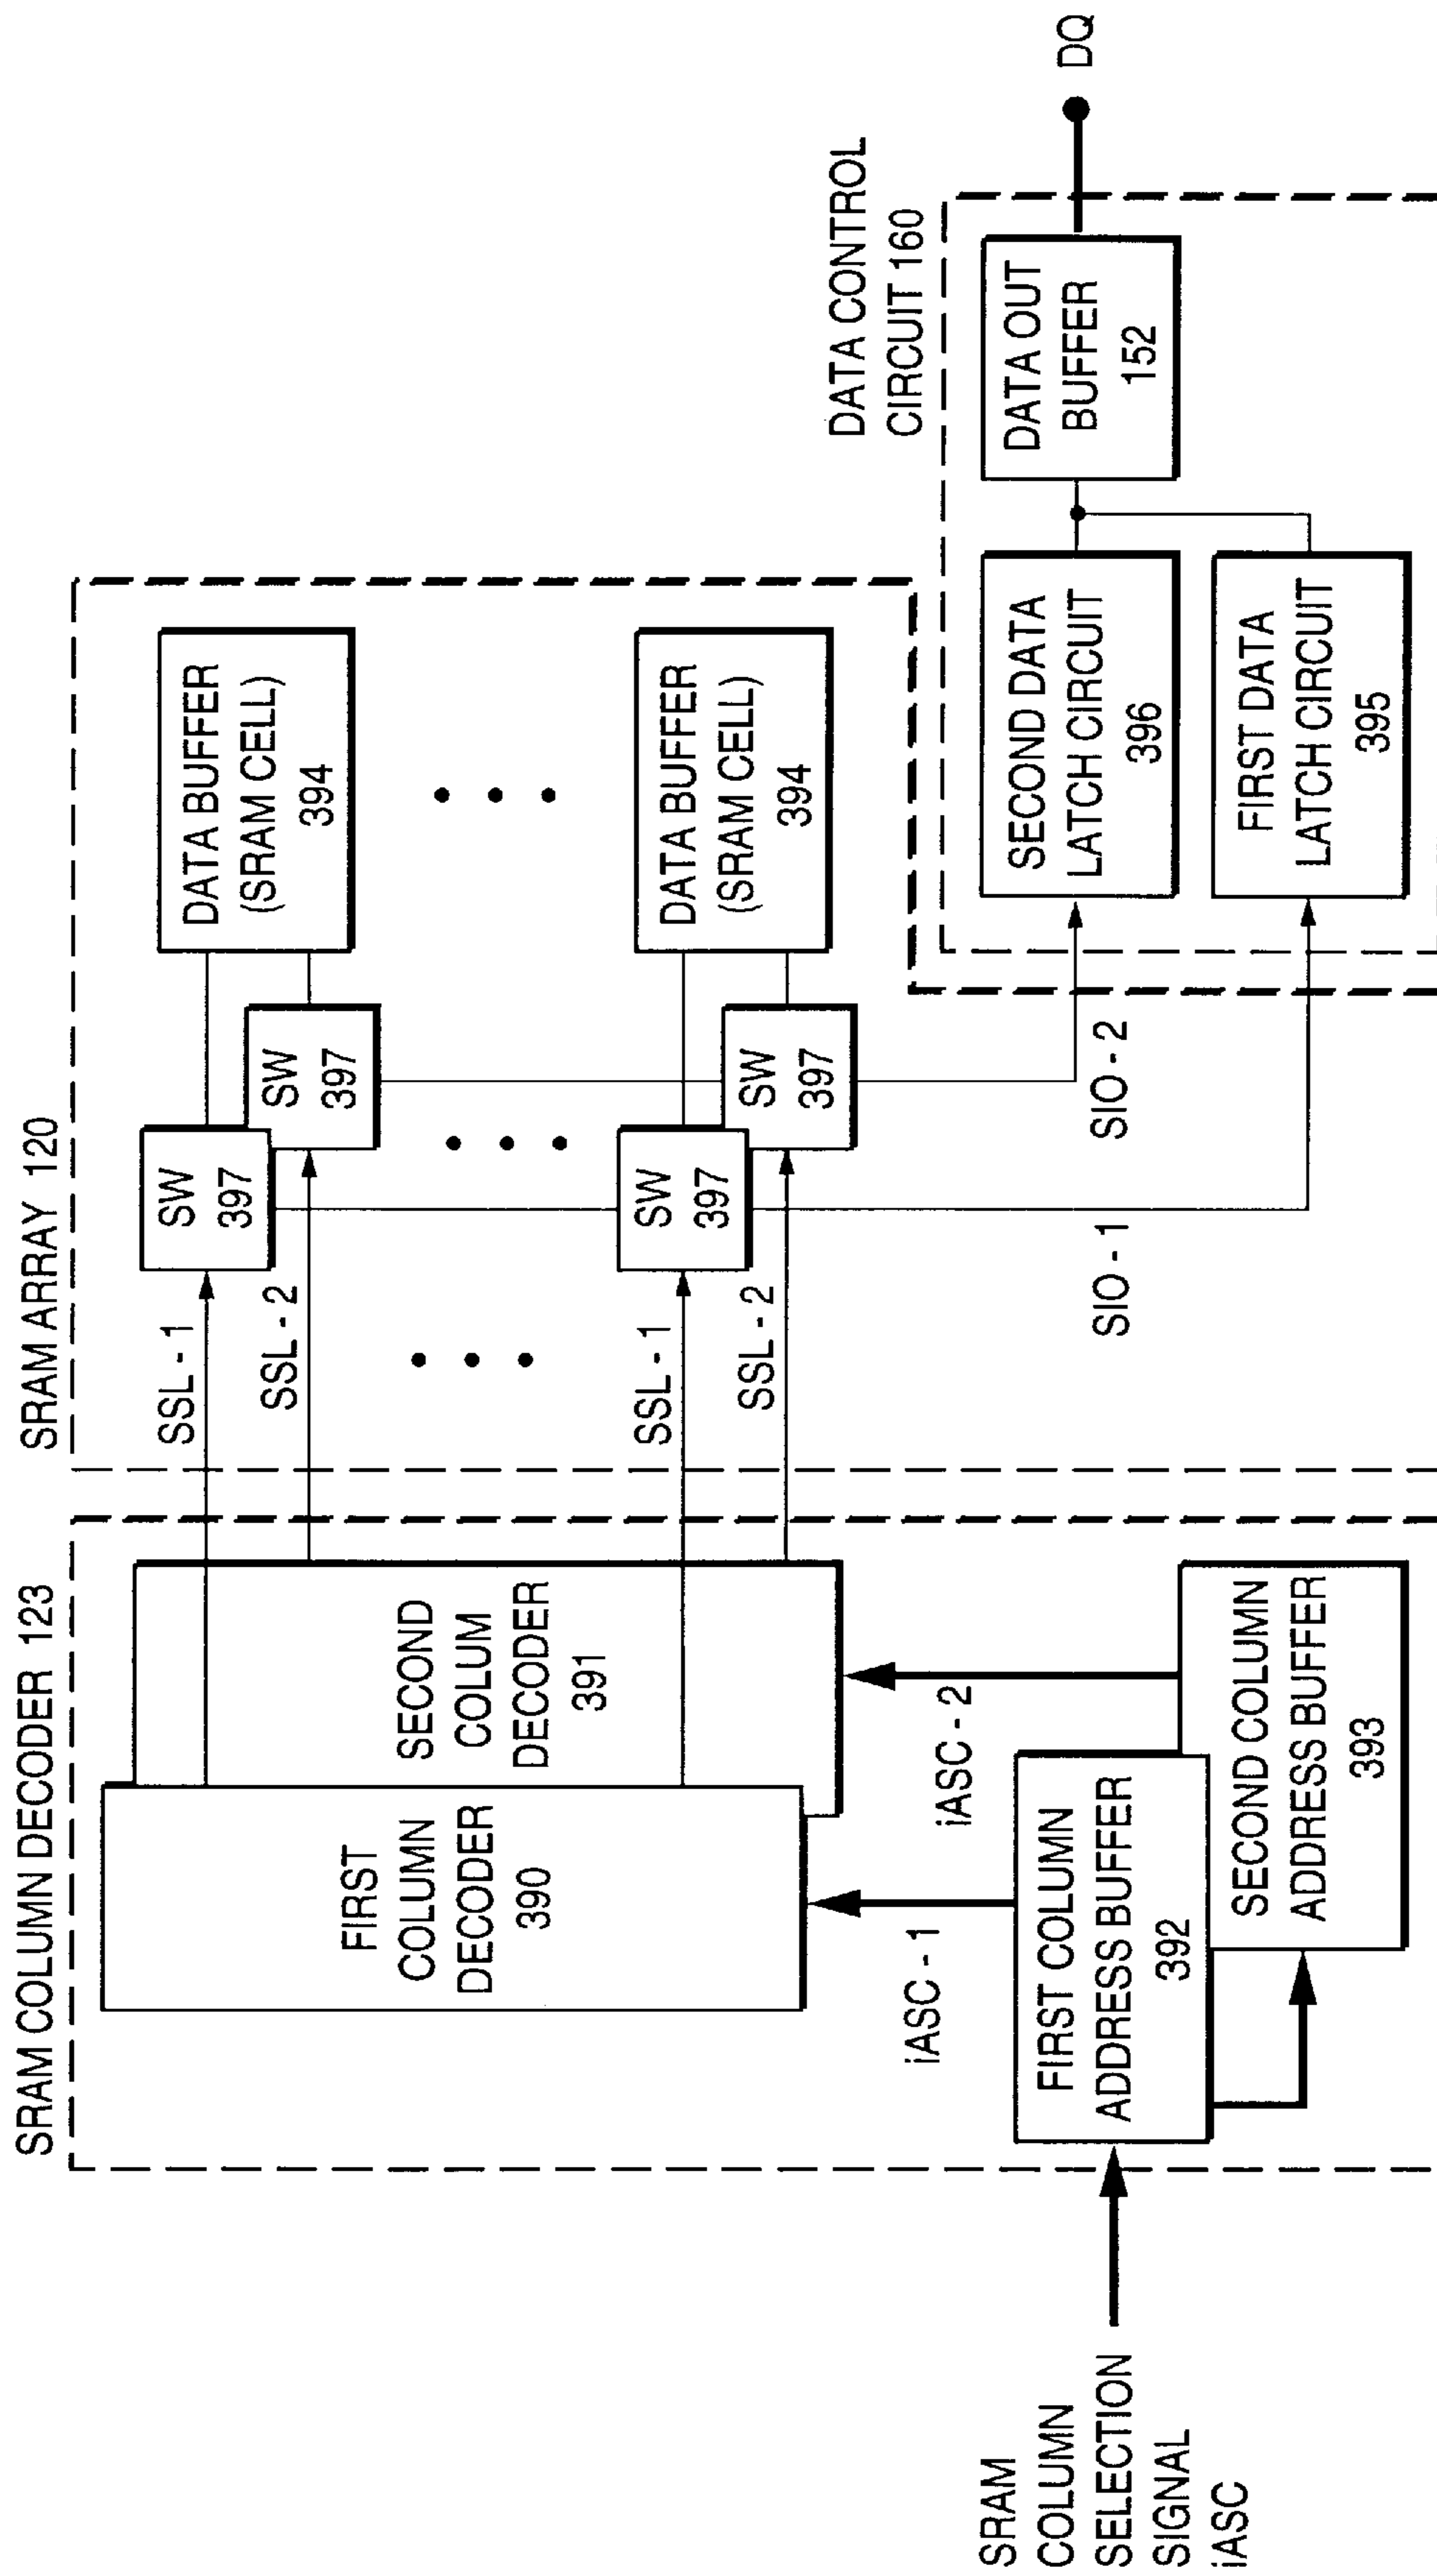 SRAM COLUMN DECODER 123
SRAM ARRAY 120
FIRST
COLUMN
DECODER
390
SECOND
COLUM
DECODER
391
SSL - 1
SSL - 2
SW
397
SW
397
DATA BUFFER
(SRAM CELL)
394
SSL - 1
SSL - 2
SW
397
SW
397
DATA BUFFER
(SRAM CELL)
394
DATA CONTROL
CIRCUIT 160
iASC - 1
iASC - 2
SRAM
COLUMN
SELECTION
SIGNAL
iASC
FIRST COLUMN
ADDRESS BUFFER
392
SECOND COLUMN
ADDRESS BUFFER
393
SIO - 1
SIO - 2
SECOND DATA
LATCH CIRCUIT
396
FIRST DATA
LATCH CIRCUIT
395
DATA OUT
BUFFER
152
DQ